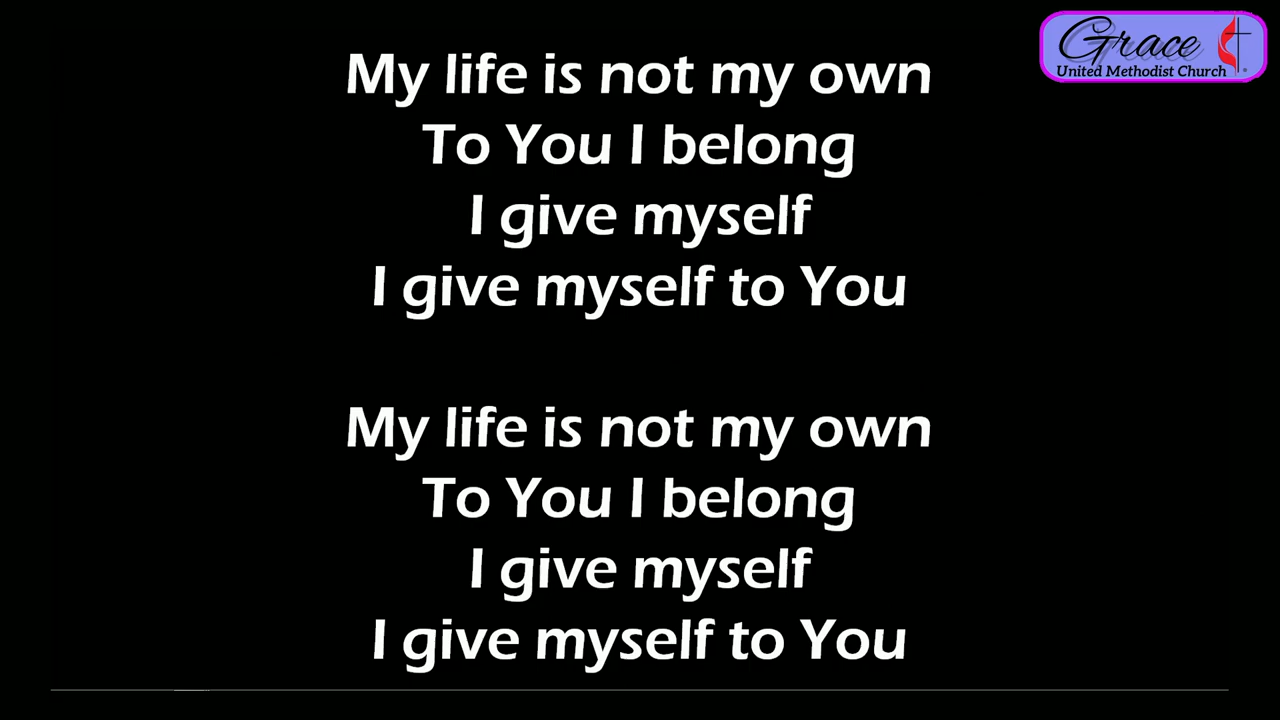 Grace
United Methodist Church
My life is not my own
To You I belong
I give myself
I give myself to You
My life is not my own
To You I belong
I give myself
I give myself to You